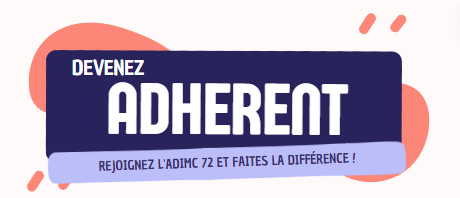 DEVENEZ
ADHERENT
REJOIGNEZ L'ADIMC 72 ET FAITES LA DIFFÉRENCE !